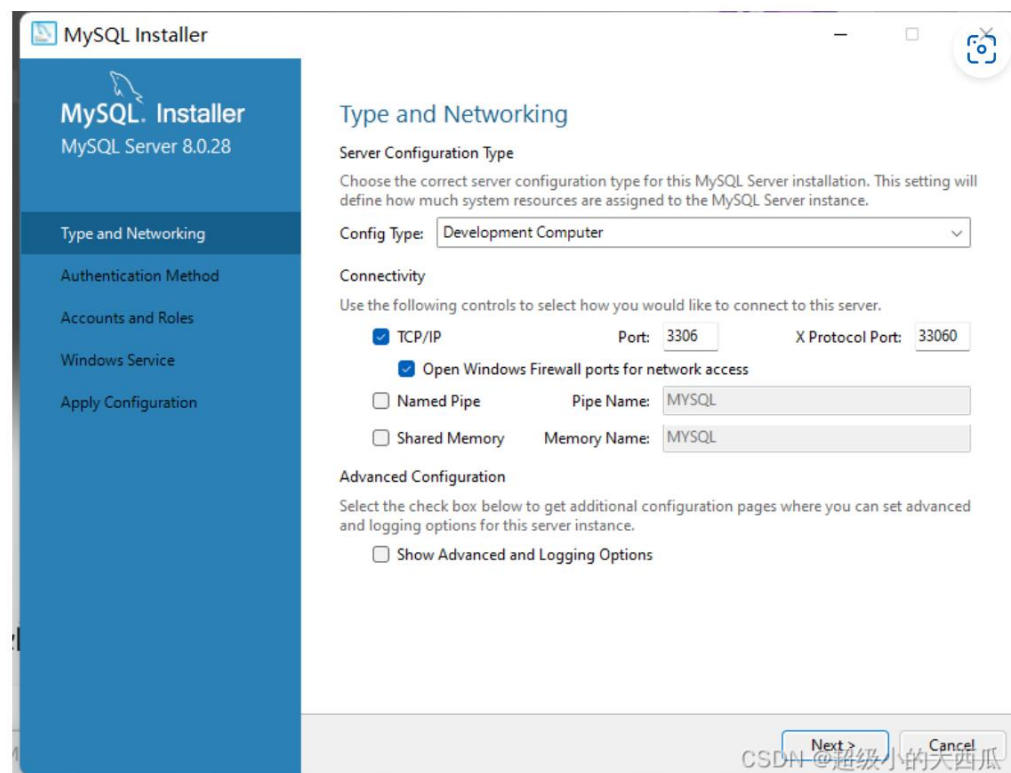 MySQL Installer
MySQL. Installer
MySQL Server 8.0.28
Type and Networking
Authentication Method
Accounts and Roles
Windows Service
Apply Configuration
Type and Networking
Server Configuration Type
Choose the correct server configuration type for this MySQL Server installation. This setting will
define how much system resources are assigned to the MySQL Server instance.
Config Type: Development Computer
Connectivity
Use the following controls to select how you would like to connect to this server.
TCP/IP Port: 3306 X Protocol Port: 33060
Open Windows Firewall ports for network access
Named Pipe Pipe Name: MYSQL
Shared Memory Memory Name: MYSQL
Advanced Configuration
Select the check box below to get additional configuration pages where you can set advanced
and logging options for this server instance.
Show Advanced and Logging Options
Next > Cancel
CSDN @超级小的大西瓜